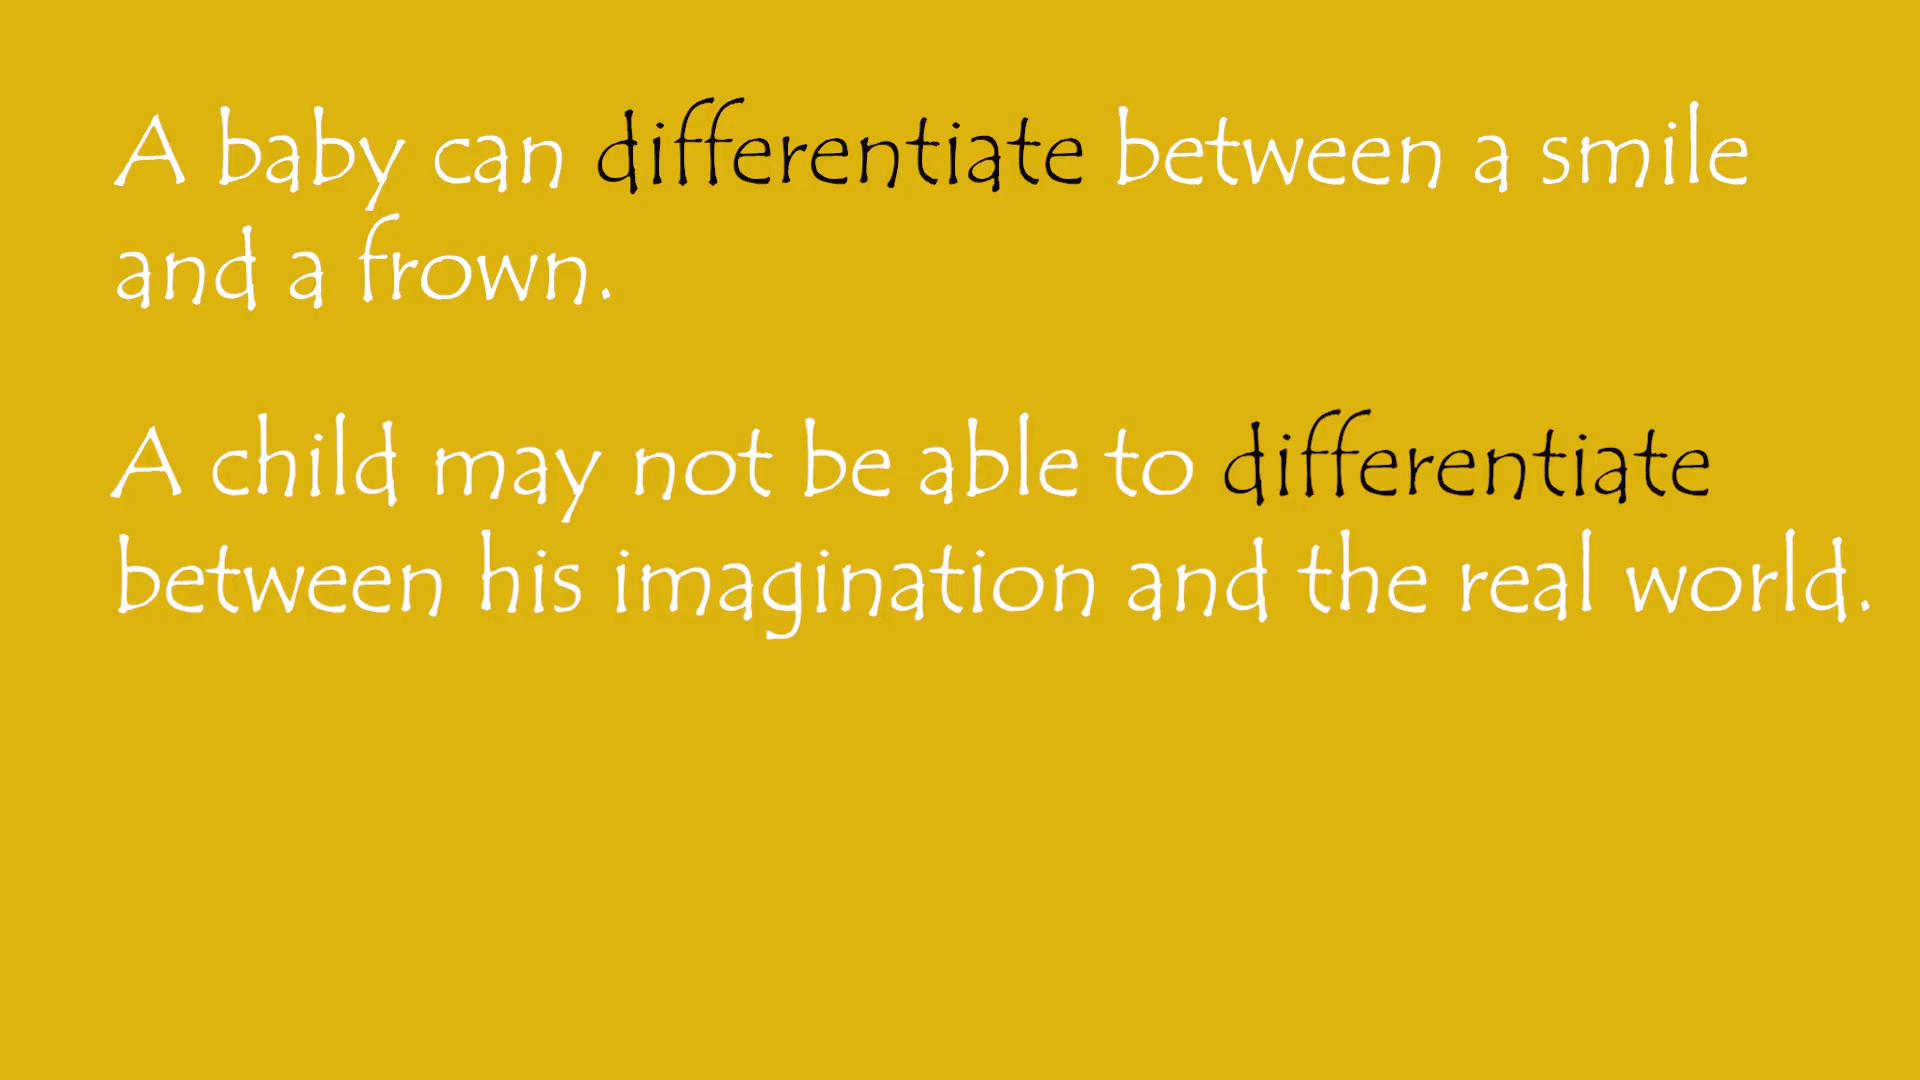 A baby can differentiate between a smile
and a frown.
A child may not be able to differentiate
between his imagination and the real world.